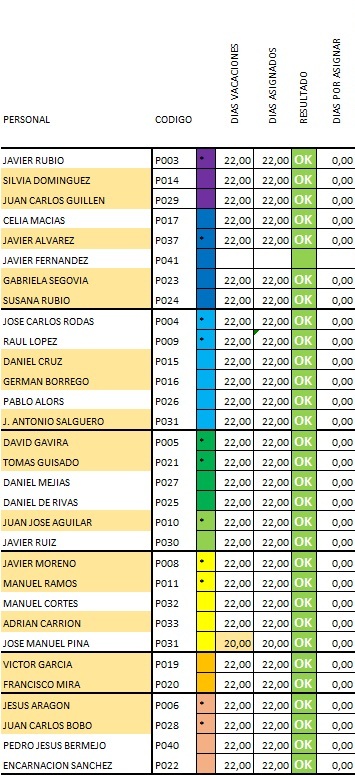 PERSONAL CODIGO DIAS VACACIONES DIAS ASIGNADOS RESULTADO DIAS POR ASIGNAR
JAVIER RUBIO P003 * 22,00 22,00 OK 0,00
SILVIA DOMINGUEZ P014 22,00 22,00 OK 0,00
JUAN CARLOS GUILLEN P029 22,00 22,00 OK 0,00
CELIA MACIAS P017 22,00 22,00 OK 0,00
JAVIER ALVAREZ P037 * 22,00 22,00 OK 0,00
JAVIER FERNANDEZ P041 0,00
GABRIELA SEGOVIA P023 22,00 22,00 OK 0,00
SUSANA RUBIO P024 22,00 22,00 OK 0,00
JOSE CARLOS RODAS P004 * 22,00 22,00 OK 0,00
RAUL LOPEZ P009 * 22,00 22,00 OK 0,00
DANIEL CRUZ P015 22,00 22,00 OK 0,00
GERMAN BORREGO P016 22,00 22,00 OK 0,00
PABLO ALORS P026 22,00 22,00 OK 0,00
J. ANTONIO SALGUERO P031 22,00 22,00 OK 0,00
DAVID GAVIRA P005 * 22,00 22,00 OK 0,00
TOMAS GUISADO P021 * 22,00 22,00 OK 0,00
DANIEL MEJIAS P027 22,00 22,00 OK 0,00
DANIEL DE RIVAS P025 22,00 22,00 OK 0,00
JUAN JOSE AGUILAR P010 * 22,00 22,00 OK 0,00
JAVIER RUIZ P030 22,00 22,00 OK 0,00
JAVIER MORENO P008 * 22,00 22,00 OK 0,00
MANUEL RAMOS P011 * 22,00 22,00 OK 0,00
MANUEL CORTES P032 22,00 22,00 OK 0,00
ADRIAN CARRION P033 22,00 22,00 OK 0,00
JOSE MANUEL PINA P031 20,00 20,00 OK 0,00
VICTOR GARCIA P019 22,00 22,00 OK 0,00
FRANCISCO MIRA P020 22,00 22,00 OK 0,00
JESUS ARAGON P006 * 22,00 22,00 OK 0,00
JUAN CARLOS BOBO P028 * 22,00 22,00 OK 0,00
PEDRO JESUS BERMEJO P040 22,00 22,00 OK 0,00
ENCARNACION SANCHEZ P022 22,00 22,00 OK 0,00